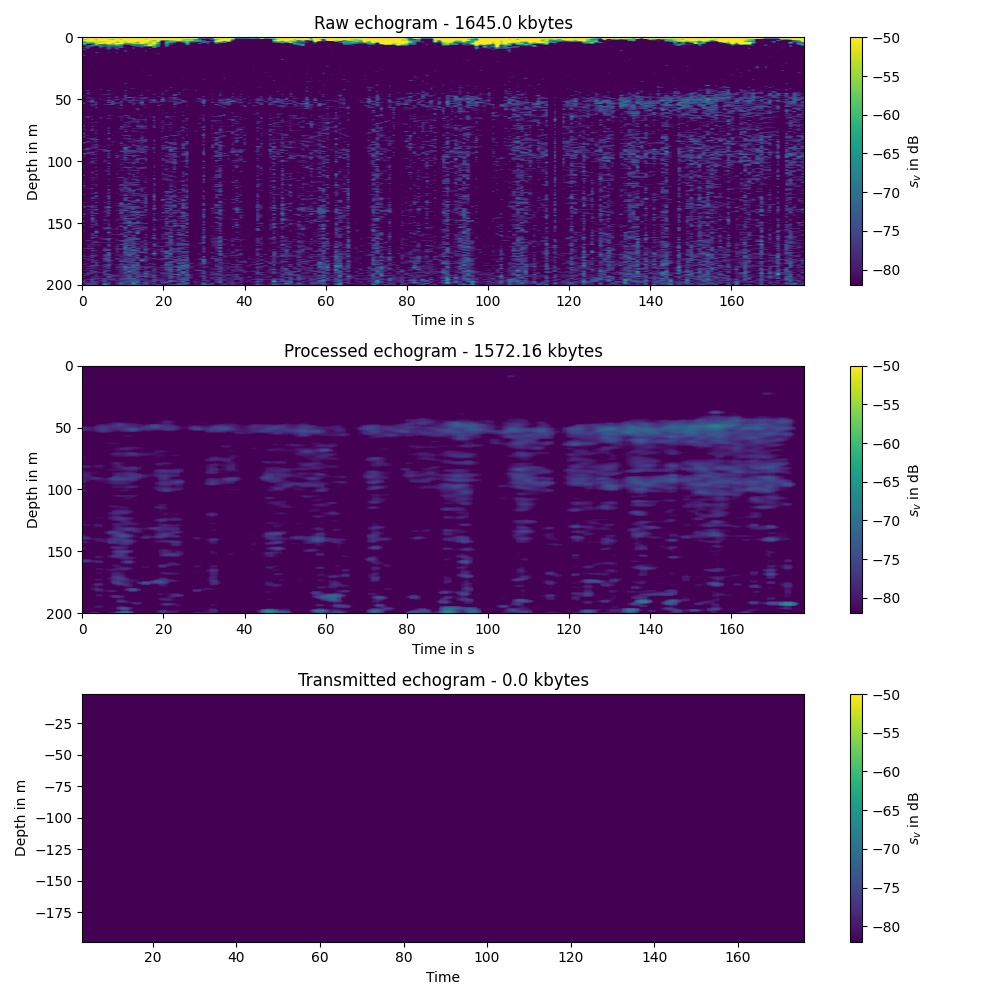 Raw echogram - 1645.0 kbytes
0
50
100
150
200
Depth in m
0 20 40 60 80 100 120 140 160
Time in s
−50
−55
−60
−65
−70
−75
−80
sv in dB
Processed echogram - 1572.16 kbytes
0
50
100
150
200
Depth in m
0 20 40 60 80 100 120 140 160
Time in s
−50
−55
−60
−65
−70
−75
−80
sv in dB
Transmitted echogram - 0.0 kbytes
−25
−50
−75
−100
−125
−150
−175
Depth in m
20 40 60 80 100 120 140 160
Time
−50
−55
−60
−65
−70
−75
−80
sv in dB